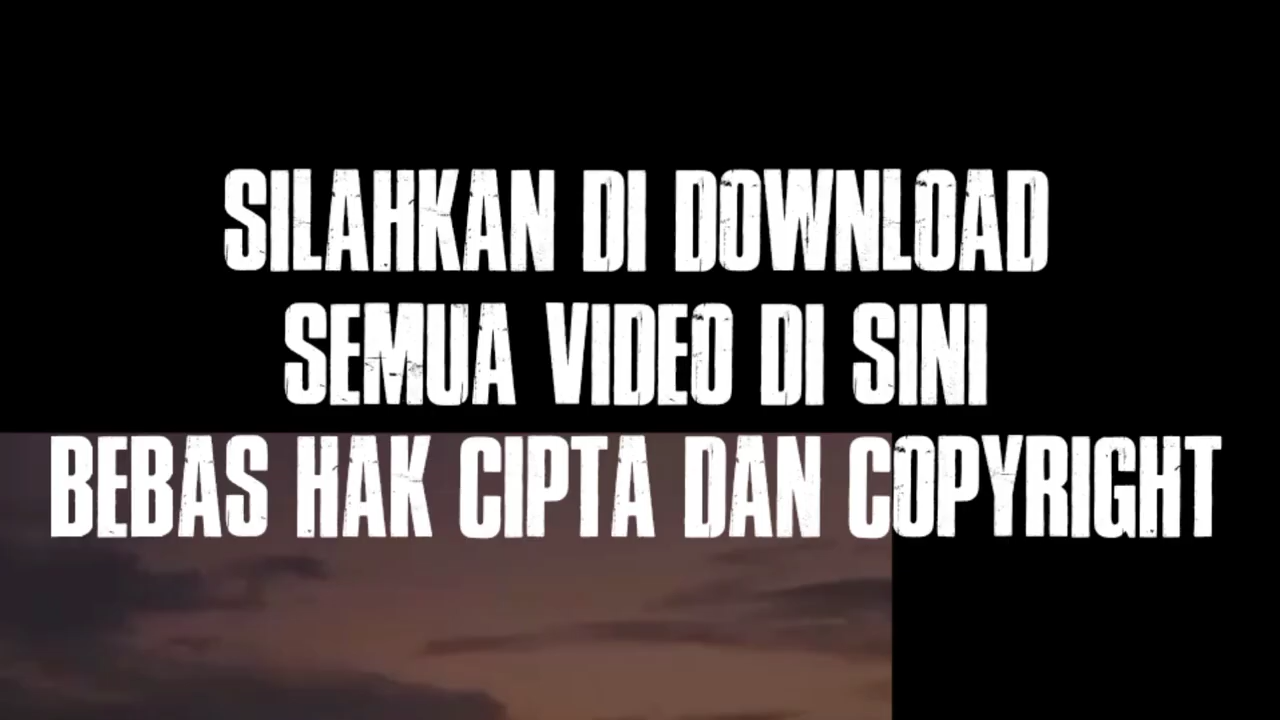 SILAHKAN DI DOWNLOAD
SEMUA VIDEO DI SINI
BEBAS HAK CIPTA DAN COPYRIGHT